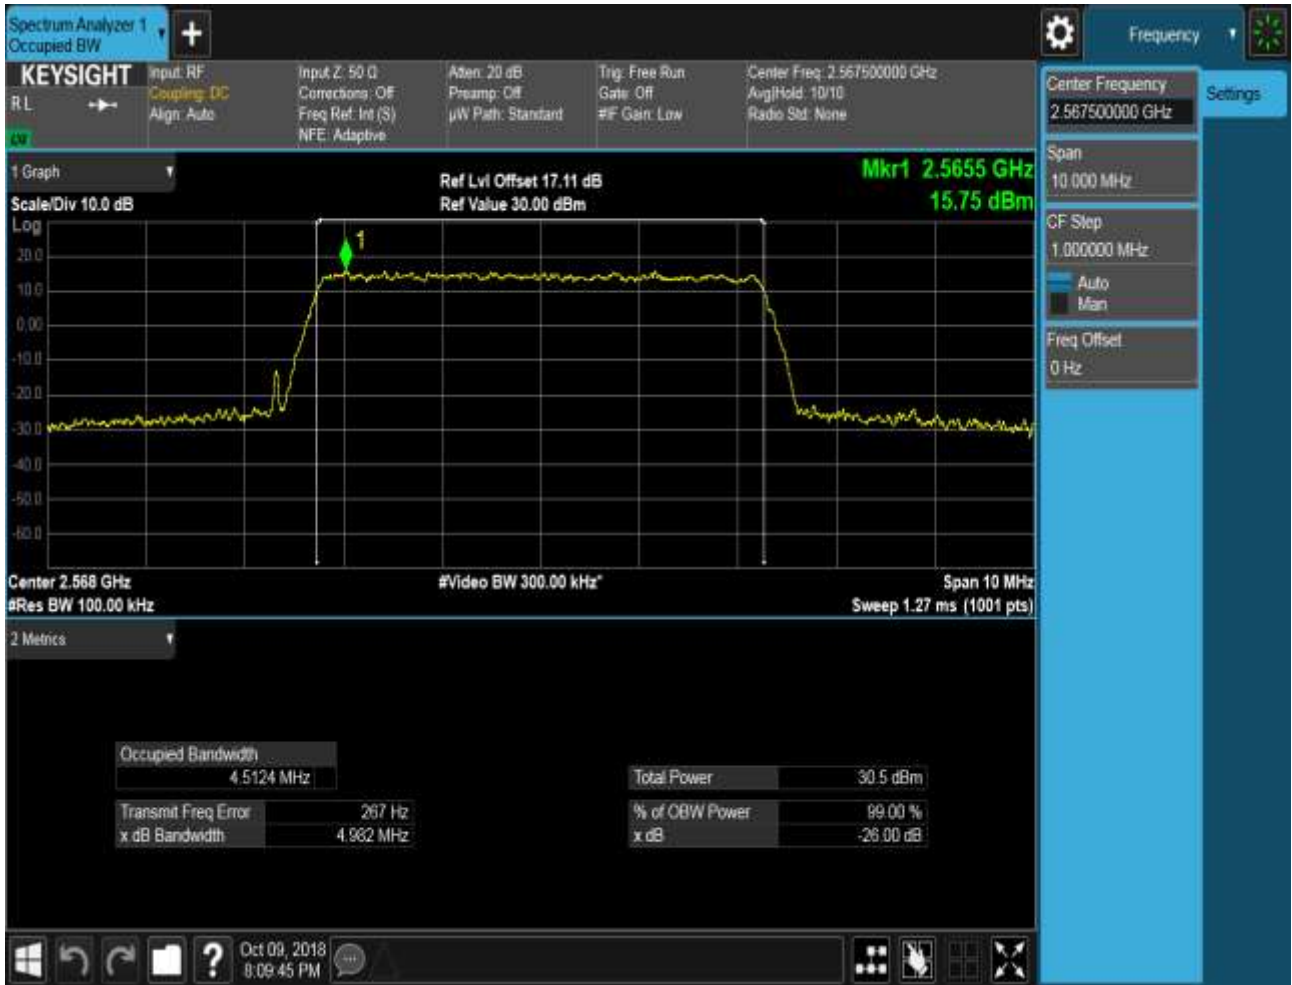 Spectrum Analyzer 1
Occupied BW
Frequency
KEYSIGHT
RL
Input: RF
Coupling: DC
Align: Auto
Input Z: 50 Ω
Corrections: Off
Freq Ref: Int (S)
NFE: Adaptive
Atten: 20 dB
Preamp: Off
µW Path: Standard
Trig: Free Run
Gate: Off
#IF Gain: Low
Center Freq: 2.567500000 GHz
Avg|Hold: 10/10
Radio Std: None
Center Frequency
2.567500000 GHz
Settings
Span
10.000 MHz
CF Step
1.000000 MHz
Auto
Man
Freq Offset
0 Hz
1 Graph
Scale/Div 10.0 dB
Ref Lvl Offset 17.11 dB
Ref Value 30.00 dBm
Mkr1 2.5655 GHz
15.75 dBm
Log
1
20.0
10.0
0.00
-10.0
-20.0
-30.0
-40.0
-50.0
-60.0
Center 2.568 GHz
#Res BW 100.00 kHz
#Video BW 300.00 kHz*
Span 10 MHz
Sweep 1.27 ms (1001 pts)
2 Metrics
Occupied Bandwidth
4.5124 MHz
Transmit Freq Error 267 Hz
x dB Bandwidth 4.982 MHz
Total Power 30.5 dBm
% of OBW Power 99.00 %
x dB -26.00 dB
?
Oct 09, 2018
8:09:45 PM